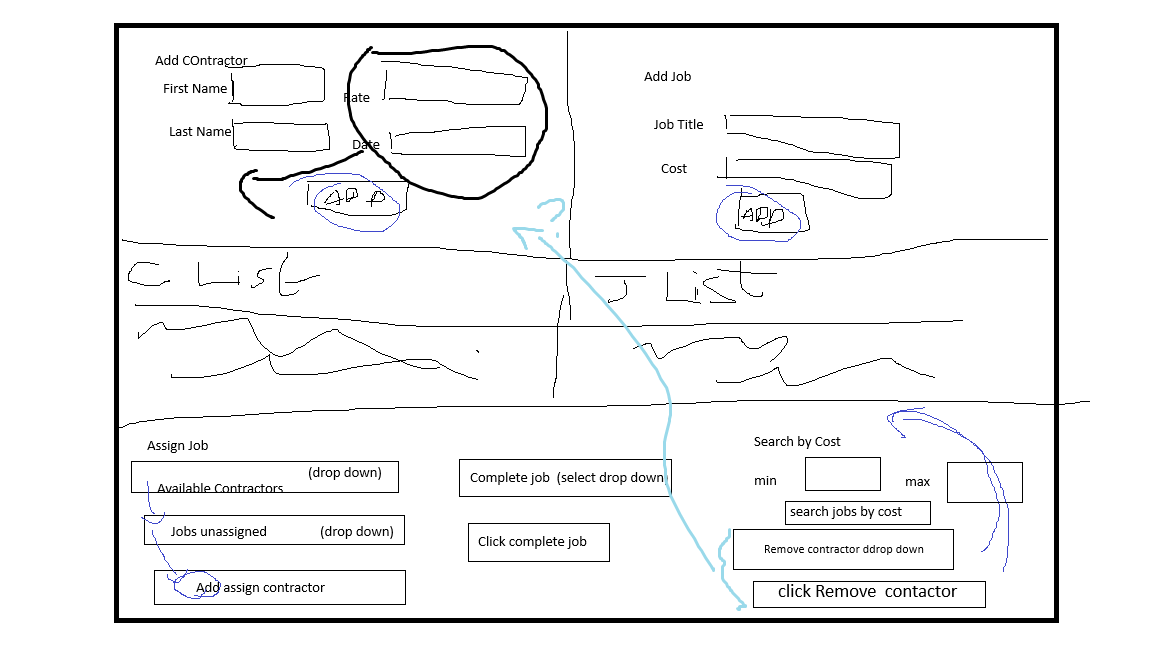 Add COntractor
First Name
Rate
Last Name
Date
ADD
Add Job
Job Title
Cost
ADD
?
C List
J List
Assign Job
(drop down)
Available Contractors
Jobs unassigned (drop down)
Add assign contractor
Complete job (select drop down
Click complete job
Search by Cost
min
max
search jobs by cost
Remove contractor ddrop down
click Remove contactor